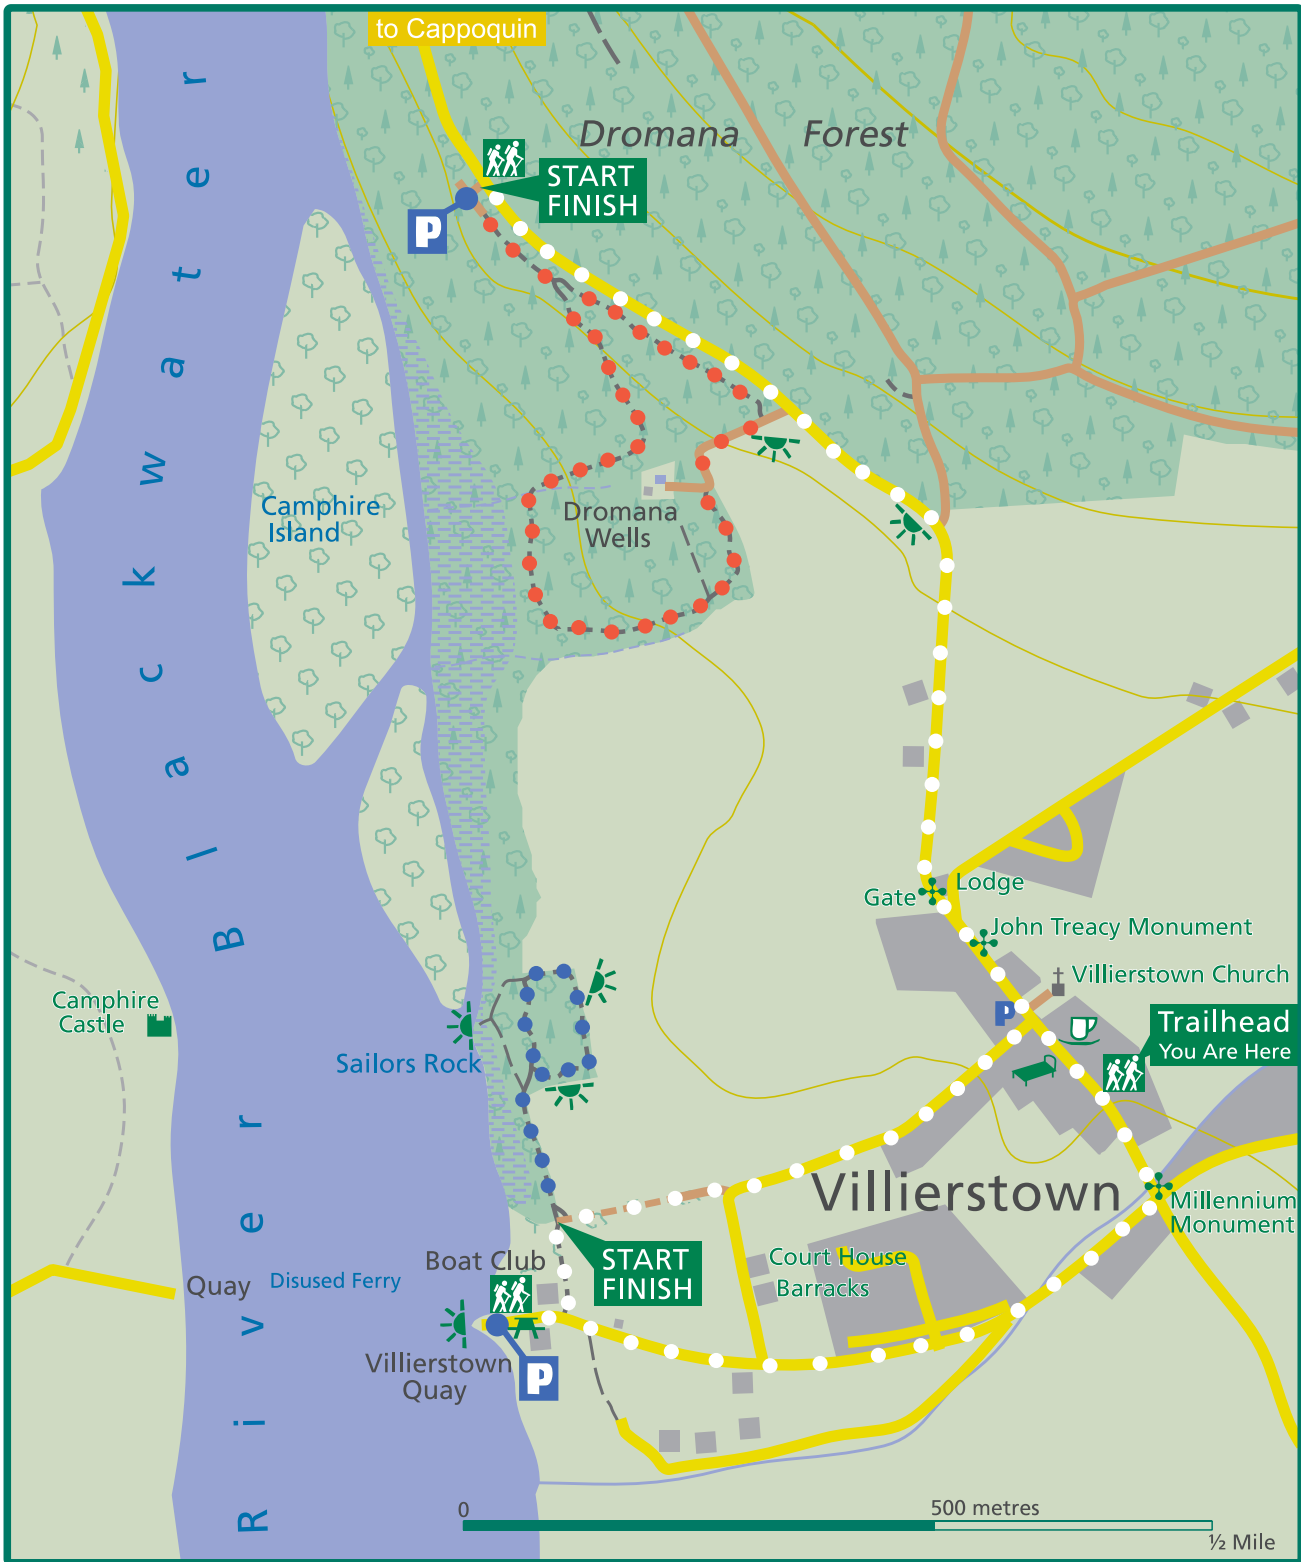 to Cappoquin
Dromana Forest
START
FINISH
P
River Blackwater
Camphire
Island
Dromana
Wells
Gate
Lodge
John Treacy Monument
Villierstown Church
P
Camphire
Castle
Trailhead
You Are Here
Sailors Rock
Villierstown
Millennium
Monument
START
FINISH
Boat Club
Court House
Barracks
Quay
Disused Ferry
Villierstown
Quay
P
0
500 metres
½ Mile